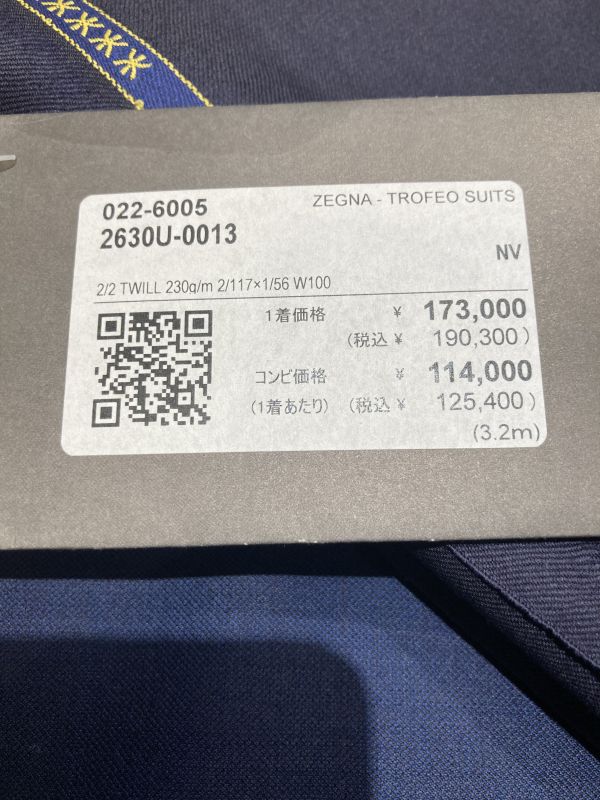 022-6005
ZEGNA - TROFEO SUITS
2630U-0013
NV
2/2 TWILL 230g/m 2/117×1/56 W100
1着価格 ¥ 173,000
(税込 ¥ 190,300)
コンビ価格 ¥ 114,000
(1着あたり) (税込 ¥ 125,400)
(3.2m)